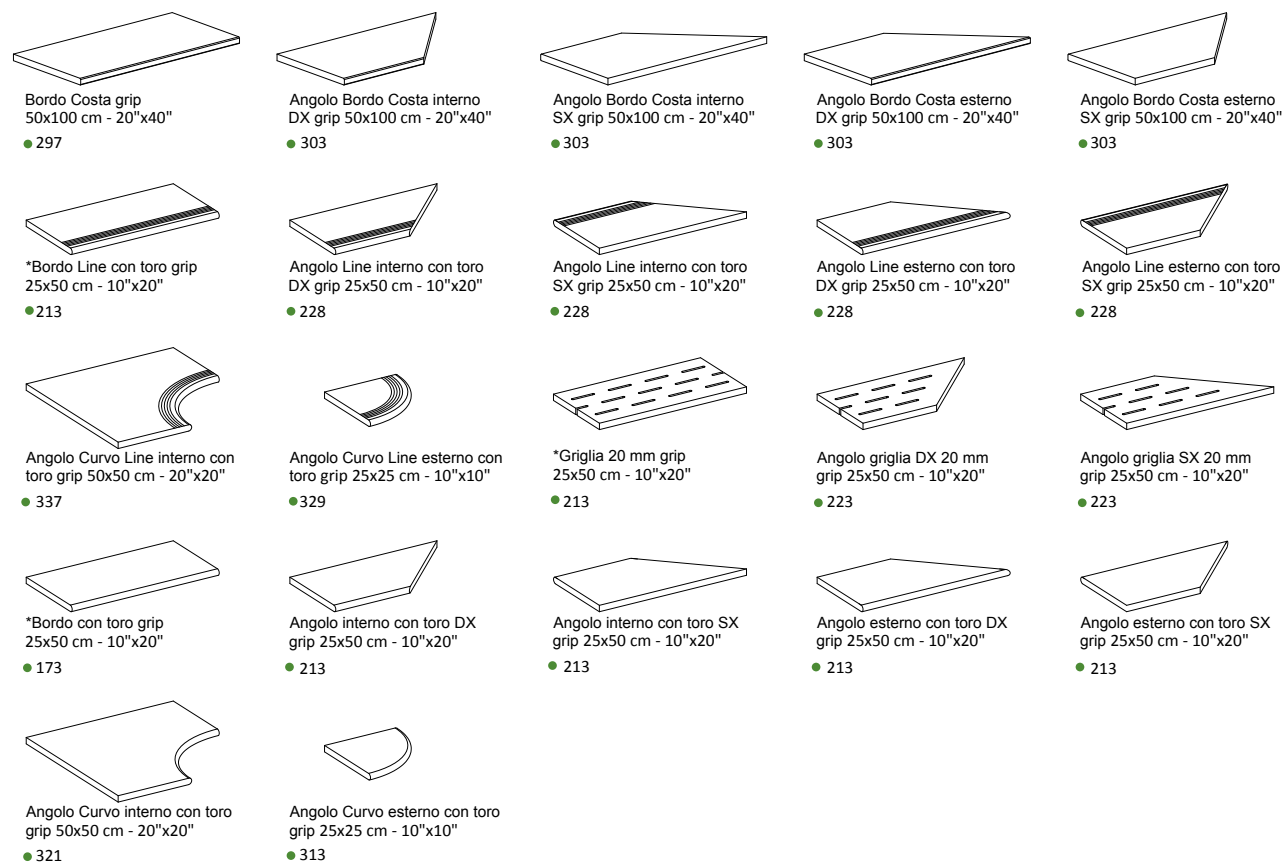 Bordo Costa grip
50x100 cm - 20"x40"
297
Angolo Bordo Costa interno
DX grip 50x100 cm - 20"x40"
303
Angolo Bordo Costa interno
SX grip 50x100 cm - 20"x40"
303
Angolo Bordo Costa esterno
DX grip 50x100 cm - 20"x40"
303
Angolo Bordo Costa esterno
SX grip 50x100 cm - 20"x40"
303
*Bordo Line con toro grip
25x50 cm - 10"x20"
213
Angolo Line interno con toro
DX grip 25x50 cm - 10"x20"
228
Angolo Line interno con toro
SX grip 25x50 cm - 10"x20"
228
Angolo Line esterno con toro
DX grip 25x50 cm - 10"x20"
228
Angolo Line esterno con toro
SX grip 25x50 cm - 10"x20"
228
Angolo Curvo Line interno con
toro grip 50x50 cm - 20"x20"
337
Angolo Curvo Line esterno con
toro grip 25x25 cm - 10"x10"
329
*Griglia 20 mm grip
25x50 cm - 10"x20"
213
Angolo griglia DX 20 mm
grip 25x50 cm - 10"x20"
223
Angolo griglia SX 20 mm
grip 25x50 cm - 10"x20"
223
*Bordo con toro grip
25x50 cm - 10"x20"
173
Angolo interno con toro DX
grip 25x50 cm - 10"x20"
213
Angolo interno con toro SX
grip 25x50 cm - 10"x20"
213
Angolo esterno con toro DX
grip 25x50 cm - 10"x20"
213
Angolo esterno con toro SX
grip 25x50 cm - 10"x20"
213
Angolo Curvo interno con toro
grip 50x50 cm - 20"x20"
321
Angolo Curvo esterno con toro
grip 25x25 cm - 10"x10"
313